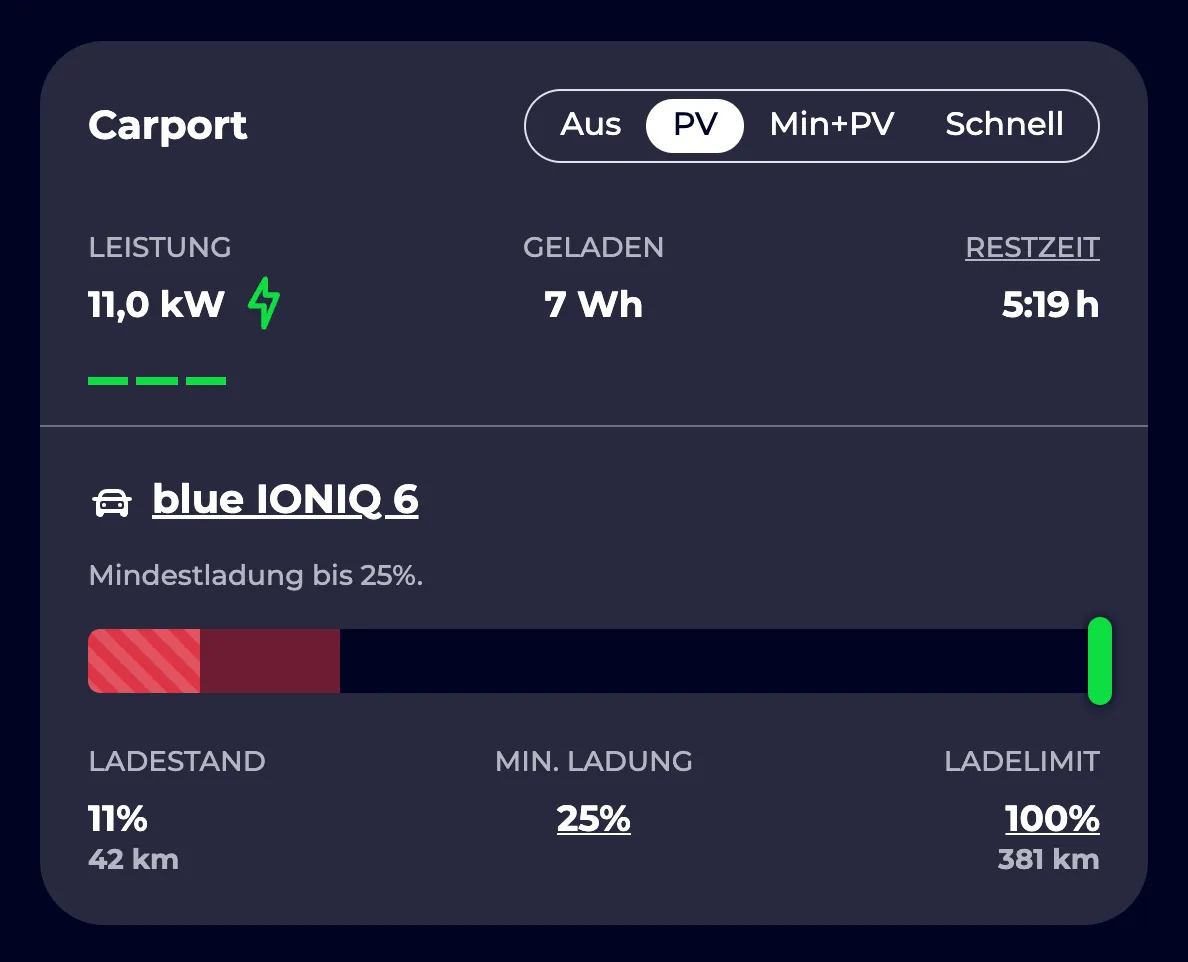 Carport
Aus PV Min+PV Schnell
LEISTUNG GELADEN RESTZEIT
11,0 kW 7 Wh 5:19 h
blue IONIQ 6
Mindestladung bis 25%.
LADESTAND MIN. LADUNG LADELIMIT
11% 25% 100%
42 km 381 km